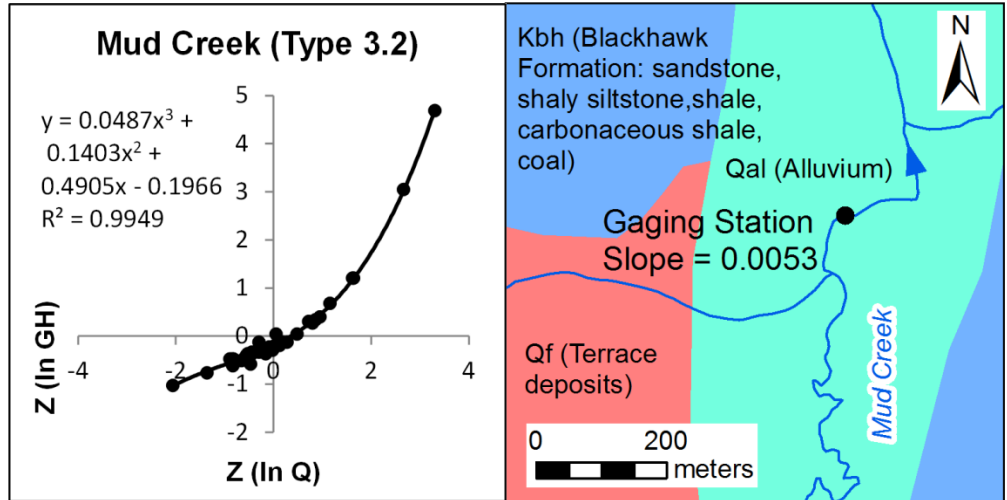 Mud Creek (Type 3.2)
y = 0.0487x³ +
0.1403x² +
0.4905x - 0.1966
R² = 0.9949
5
4
3
2
1
0
-1
-2
-4
-2
0
2
4
Z (ln GH)
Z (ln Q)
Kbh (Blackhawk
Formation: sandstone,
shaly siltstone,shale,
carbonaceous shale,
coal)
N
Qal (Alluvium)
Gaging Station
Slope = 0.0053
Qf (Terrace
deposits)
Mud Creek
0 200
meters